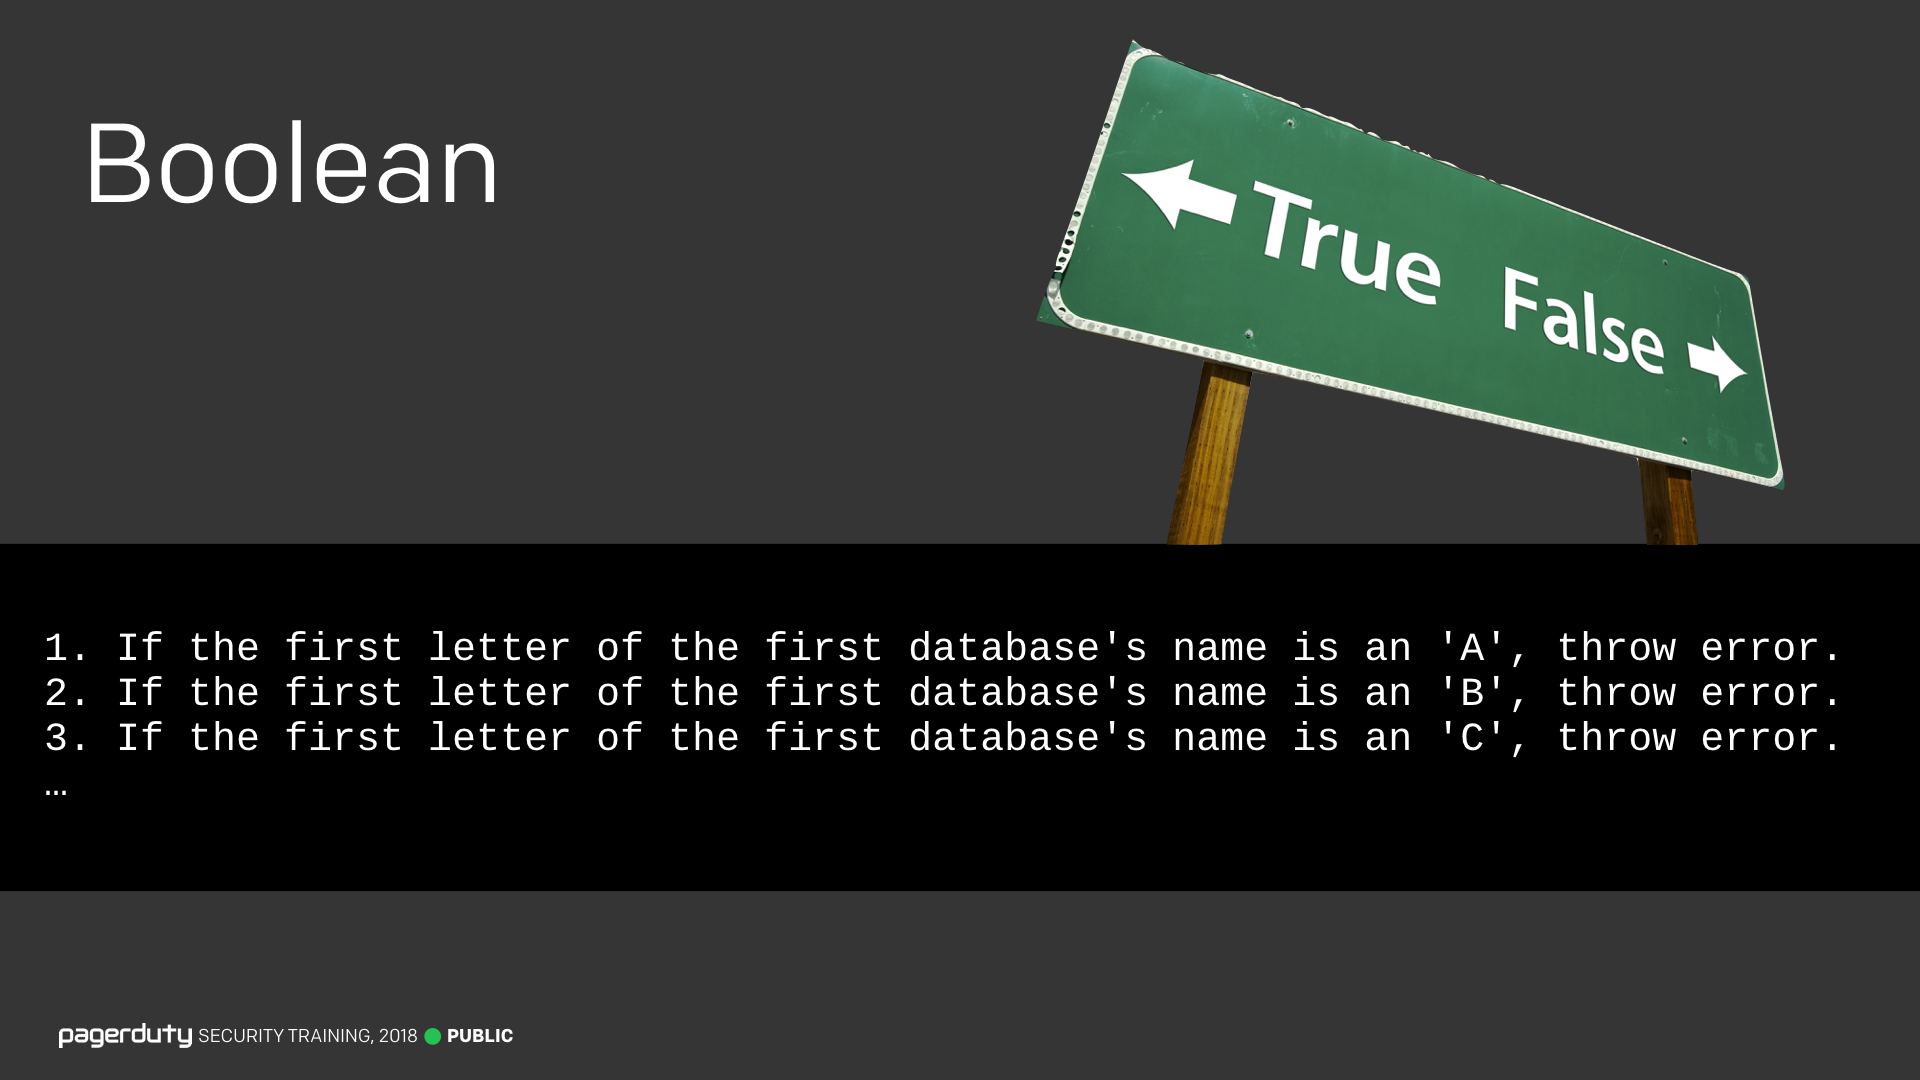 Boolean
True False
1. If the first letter of the first database's name is an 'A', throw error.
2. If the first letter of the first database's name is an 'B', throw error.
3. If the first letter of the first database's name is an 'C', throw error.
…
pagerduty SECURITY TRAINING, 2018 PUBLIC